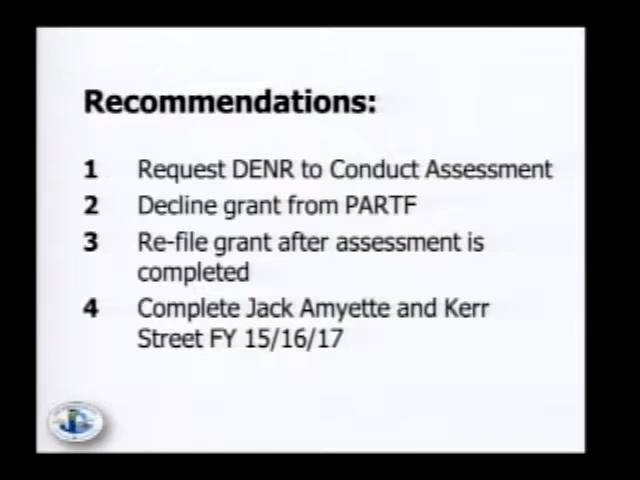 Recommendations:
1 Request DENR to Conduct Assessment
2 Decline grant from PARTF
3 Re-file grant after assessment is
completed
4 Complete Jack Amyette and Kerr
Street FY 15/16/17